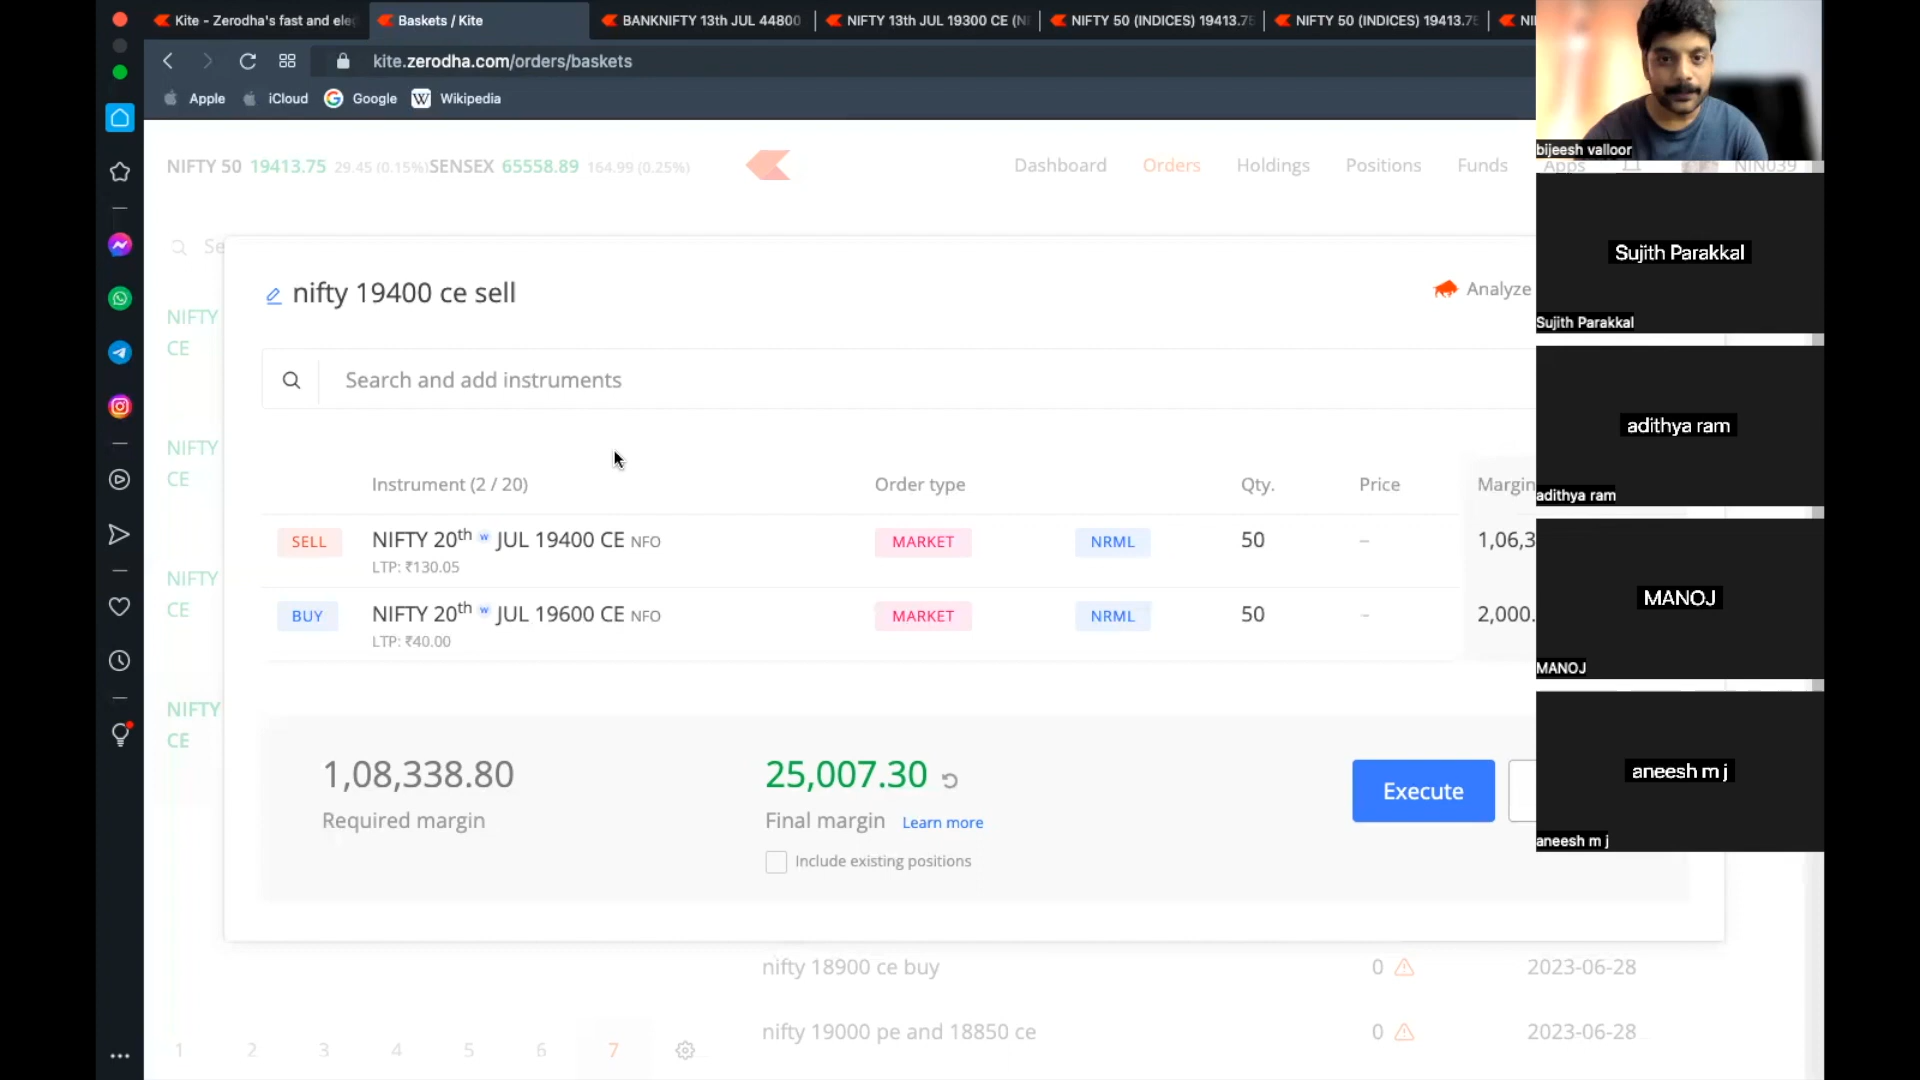 Kite - Zerodha's fast and ele
Baskets / Kite
BANKNIFTY 13th JUL 44800
NIFTY 13th JUL 19300 CE (NI
NIFTY 50 (INDICES) 19413.75
NIFTY 50 (INDICES) 19413.75
NI
kite.zerodha.com/orders/baskets
Apple
iCloud
Google
W Wikipedia
NIFTY 50 19413.75 29.45 (0.15%)
SENSEX 65558.89 164.99 (0.25%)
Dashboard
Orders
Holdings
Positions
Funds
Apps
NIN039
Se
NIFTY
CE
NIFTY
CE
NIFTY
CE
NIFTY
CE
nifty 19400 ce sell
Analyze
Search and add instruments
Instrument (2 / 20) Order type Qty. Price Margin
SELL NIFTY 20th w JUL 19400 CE NFO MARKET NRML 50 – 1,06,3
LTP: ₹130.05
BUY NIFTY 20th w JUL 19600 CE NFO MARKET NRML 50 – 2,000.
LTP: ₹40.00
1,08,338.80
Required margin
25,007.30
Final margin Learn more
Include existing positions
Execute
nifty 18900 ce buy 0 2023-06-28
nifty 19000 pe and 18850 ce 0 2023-06-28
1 2 3 4 5 6 7
bijeesh valloor
Sujith Parakkal
Sujith Parakkal
adithya ram
adithya ram
MANOJ
MANOJ
aneesh m j
aneesh m j